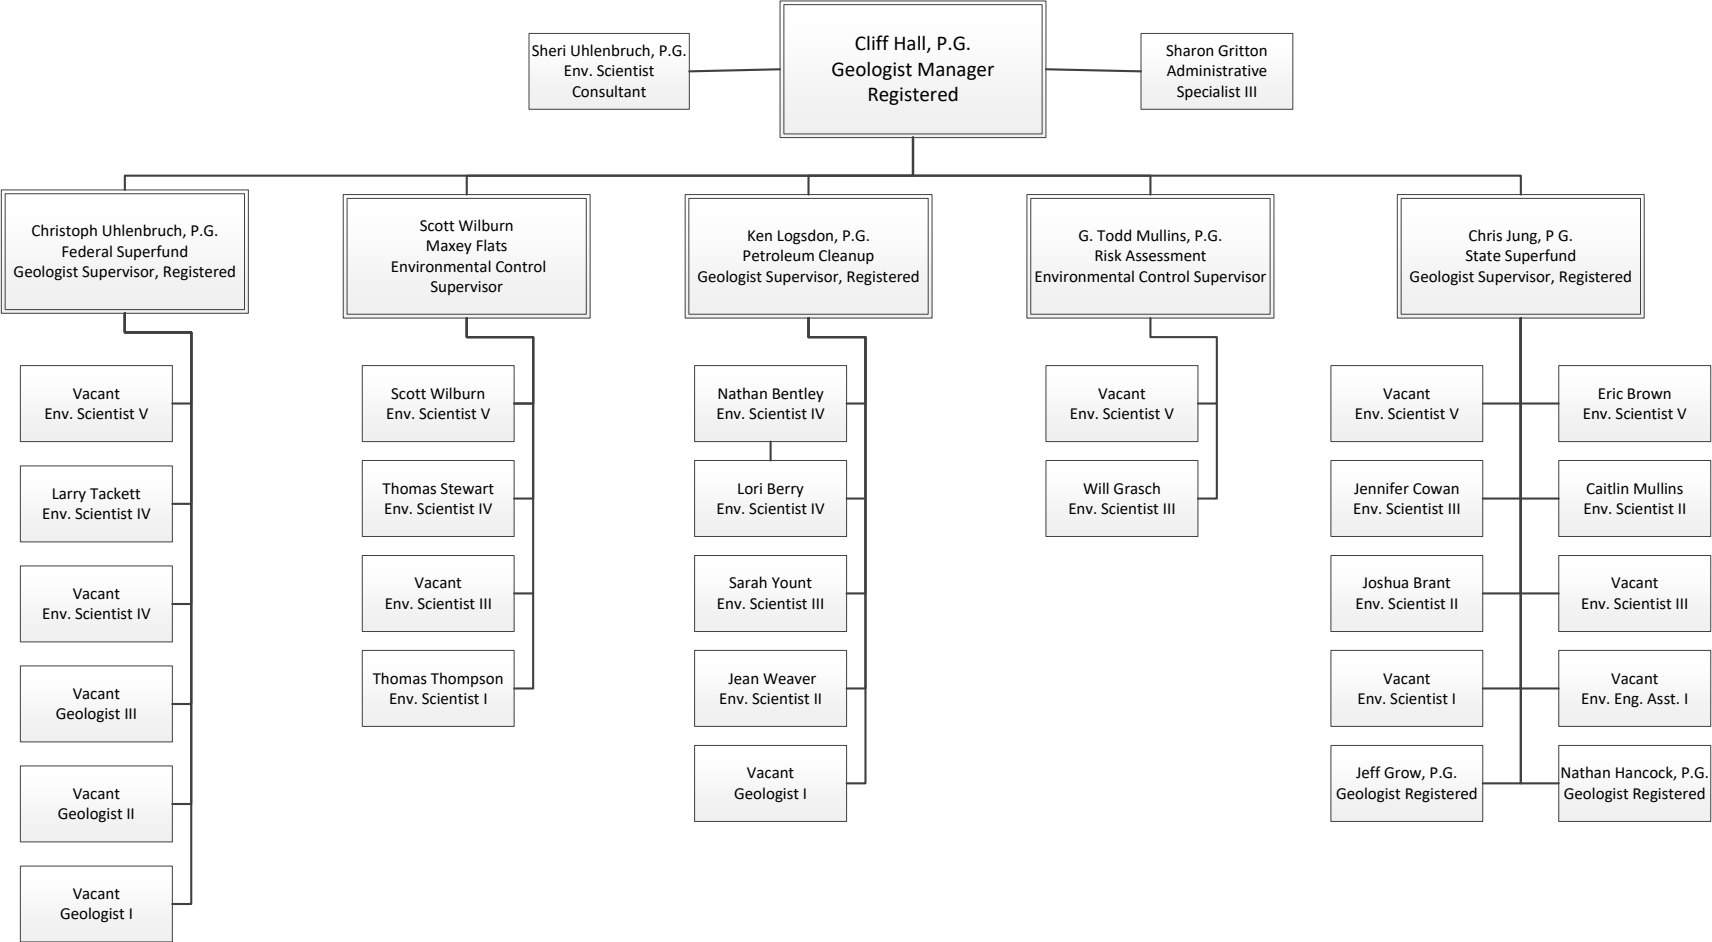 Sheri Uhlenbruch, P.G.
Env. Scientist
Consultant
Cliff Hall, P.G.
Geologist Manager
Registered
Sharon Gritton
Administrative
Specialist III
Christoph Uhlenbruch, P.G.
Federal Superfund
Geologist Supervisor, Registered
Scott Wilburn
Maxey Flats
Environmental Control
Supervisor
Ken Logsdon, P.G.
Petroleum Cleanup
Geologist Supervisor, Registered
G. Todd Mullins, P.G.
Risk Assessment
Environmental Control Supervisor
Chris Jung, P G.
State Superfund
Geologist Supervisor, Registered
Vacant
Env. Scientist V
Larry Tackett
Env. Scientist IV
Vacant
Env. Scientist IV
Vacant
Geologist III
Vacant
Geologist II
Vacant
Geologist I
Scott Wilburn
Env. Scientist V
Thomas Stewart
Env. Scientist IV
Vacant
Env. Scientist III
Thomas Thompson
Env. Scientist I
Nathan Bentley
Env. Scientist IV
Lori Berry
Env. Scientist IV
Sarah Yount
Env. Scientist III
Jean Weaver
Env. Scientist II
Vacant
Geologist I
Vacant
Env. Scientist V
Will Grasch
Env. Scientist III
Vacant
Env. Scientist V
Eric Brown
Env. Scientist V
Jennifer Cowan
Env. Scientist III
Caitlin Mullins
Env. Scientist II
Joshua Brant
Env. Scientist II
Vacant
Env. Scientist III
Vacant
Env. Scientist I
Vacant
Env. Eng. Asst. I
Jeff Grow, P.G.
Geologist Registered
Nathan Hancock, P.G.
Geologist Registered